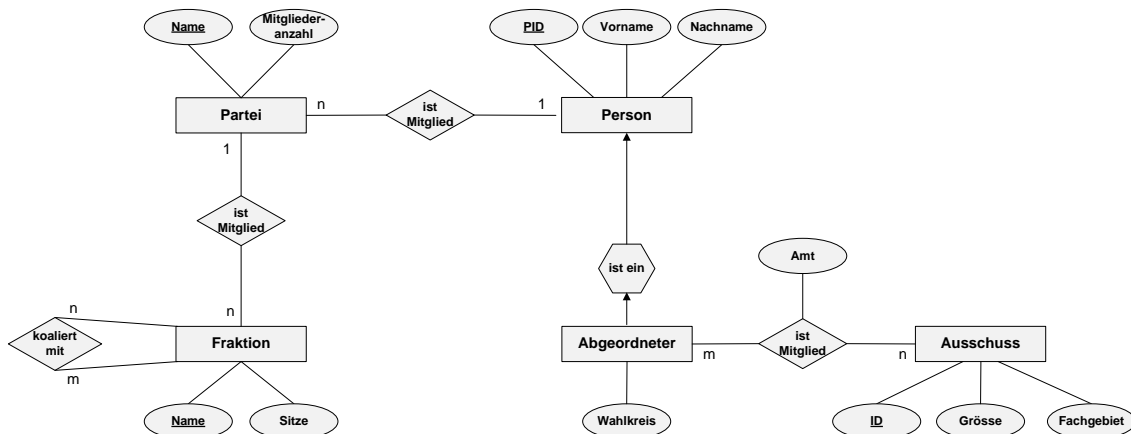 Name
Mitglieder-
anzahl
PID
Vorname
Nachname
Partei
n
ist
Mitglied
1
Person
1
ist
Mitglied
ist ein
Amt
n
n
koaliert
mit
m
Fraktion
Abgeordneter
m
ist
Mitglied
n
Ausschuss
Name
Sitze
Wahlkreis
ID
Grösse
Fachgebiet